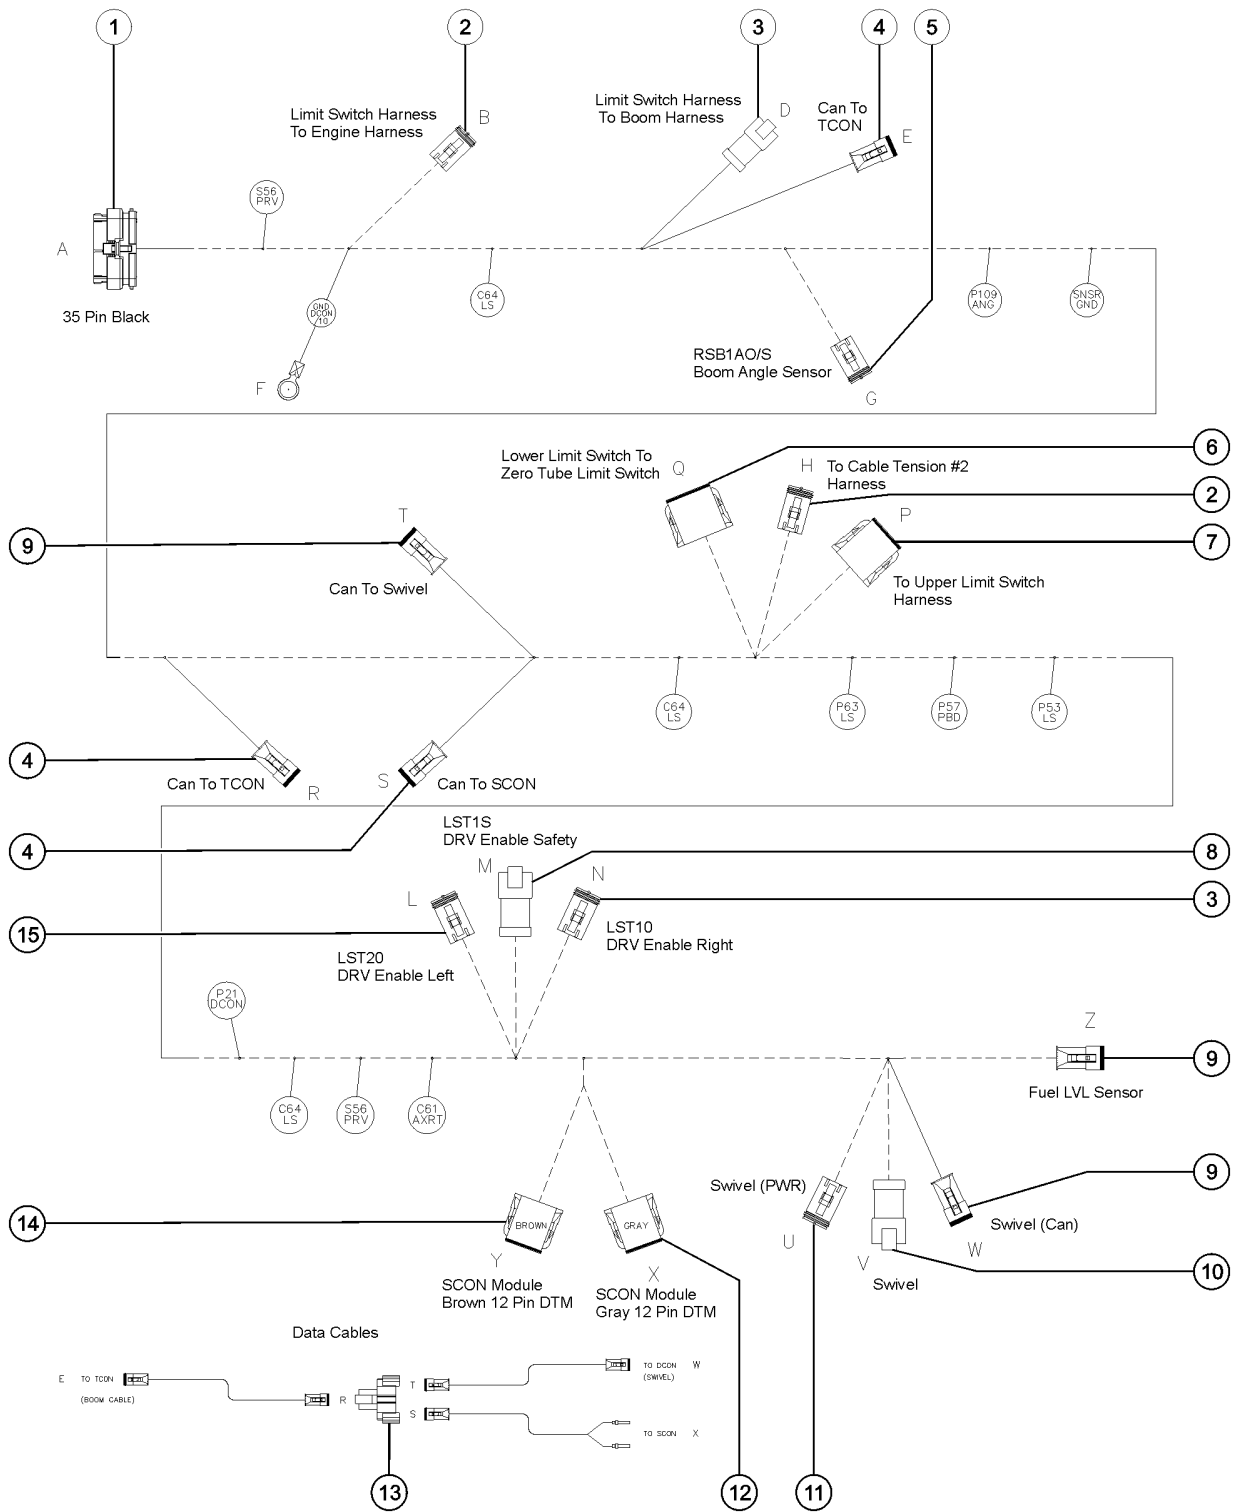 1
2
3
4
5
Limit Switch Harness
To Engine Harness
B
Limit Switch Harness
To Boom Harness
D
Can To
TCON
E
S56
PRV
A
35 Pin Black
GND
DCON
10
F
C64
LS
RSB1AO/S
Boom Angle Sensor
G
P109
ANG
SNSR
GND
Lower Limit Switch To
Zero Tube Limit Switch
Q
H
To Cable Tension #2
Harness
6
2
P
7
To Upper Limit Switch
Harness
9
T
Can To Swivel
C64
LS
P63
LS
P57
PBD
P53
LS
4
Can To TCON
R
S
Can To SCON
4
LST1S
DRV Enable Safety
M
8
L
N
3
15
LST20
DRV Enable Left
LST10
DRV Enable Right
P21
DCON
Z
9
Fuel LVL Sensor
C64
LS
S56
PRV
C61
AXRT
14
BROWN
GRAY
Y
SCON Module
Brown 12 Pin DTM
X
SCON Module
Gray 12 Pin DTM
Swivel (PWR)
U
V
Swivel
W
Swivel (Can)
9
10
Data Cables
E TO TCON
(BOOM CABLE)
R
T
S
TO DCON W
(SWIVEL)
TO SCON X
13
12
11